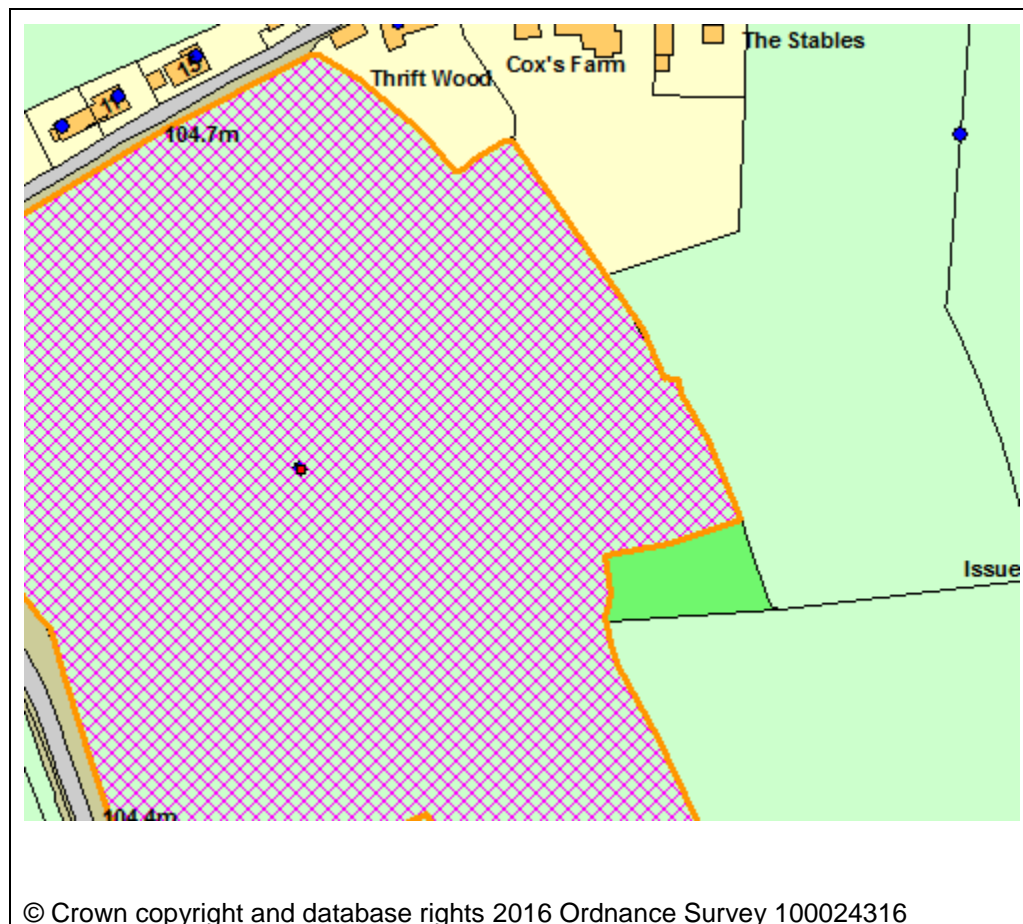 The Stables
Cox's Farm
Thrift Wood
15
11
104.7m
Issue
104.4m
© Crown copyright and database rights 2016 Ordnance Survey 100024316